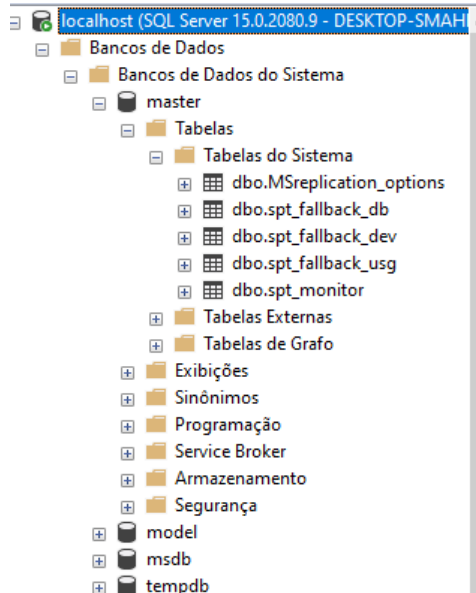 localhost (SQL Server 15.0.2080.9 - DESKTOP-SMAHL
Bancos de Dados
Bancos de Dados do Sistema
master
Tabelas
Tabelas do Sistema
dbo.MSreplication_options
dbo.spt_fallback_db
dbo.spt_fallback_dev
dbo.spt_fallback_usg
dbo.spt_monitor
Tabelas Externas
Tabelas de Grafo
Exibições
Sinônimos
Programação
Service Broker
Armazenamento
Segurança
model
msdb
tempdb